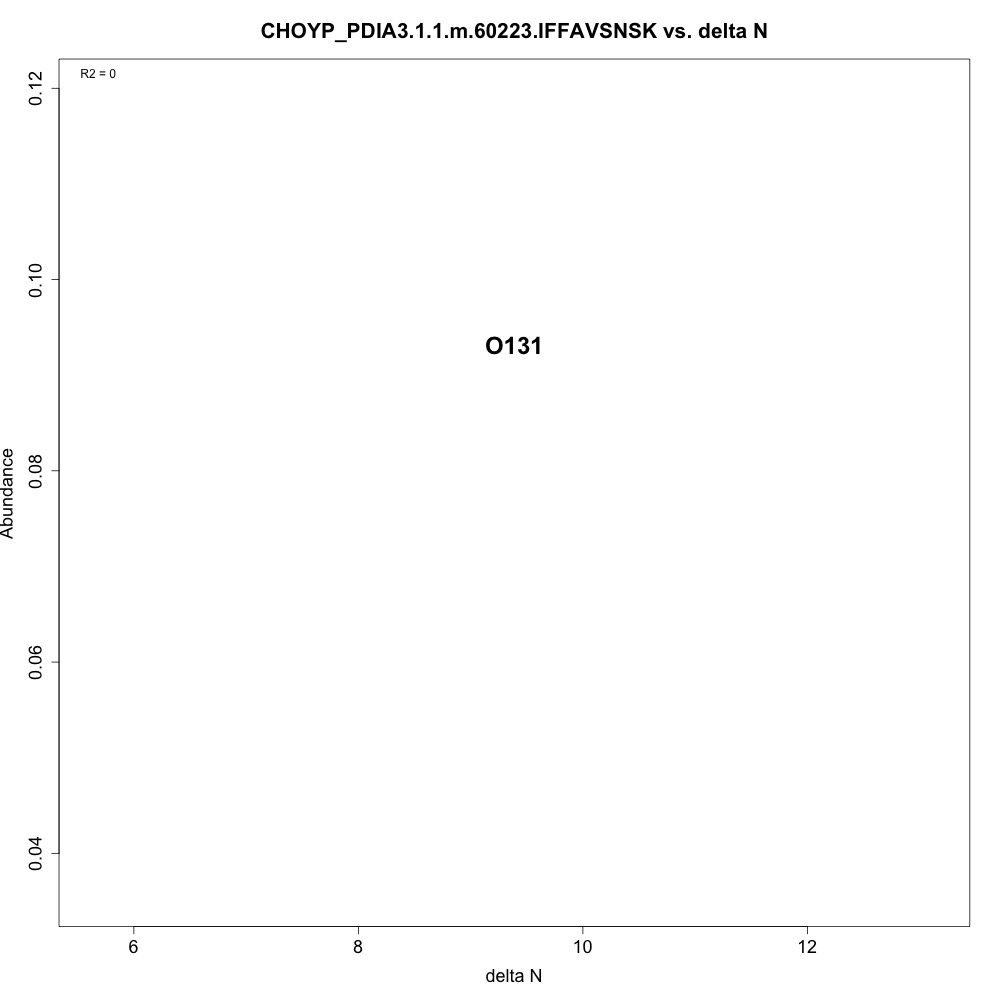 CHOYP_PDIA3.1.1.m.60223.IFFAVSNSK vs. delta N
R2 = 0
0.12
0.10
O131
0.08
Abundance
0.06
0.04
6 8 10 12
delta N